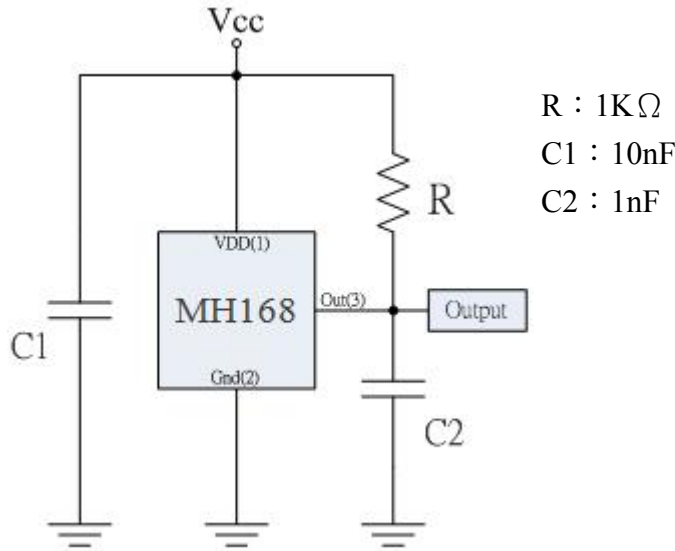 Vcc
R：1KΩ
C1：10nF
C2：1nF
R
VDD(1)
MH168
Out(3)
Output
C1
Gnd(2)
C2